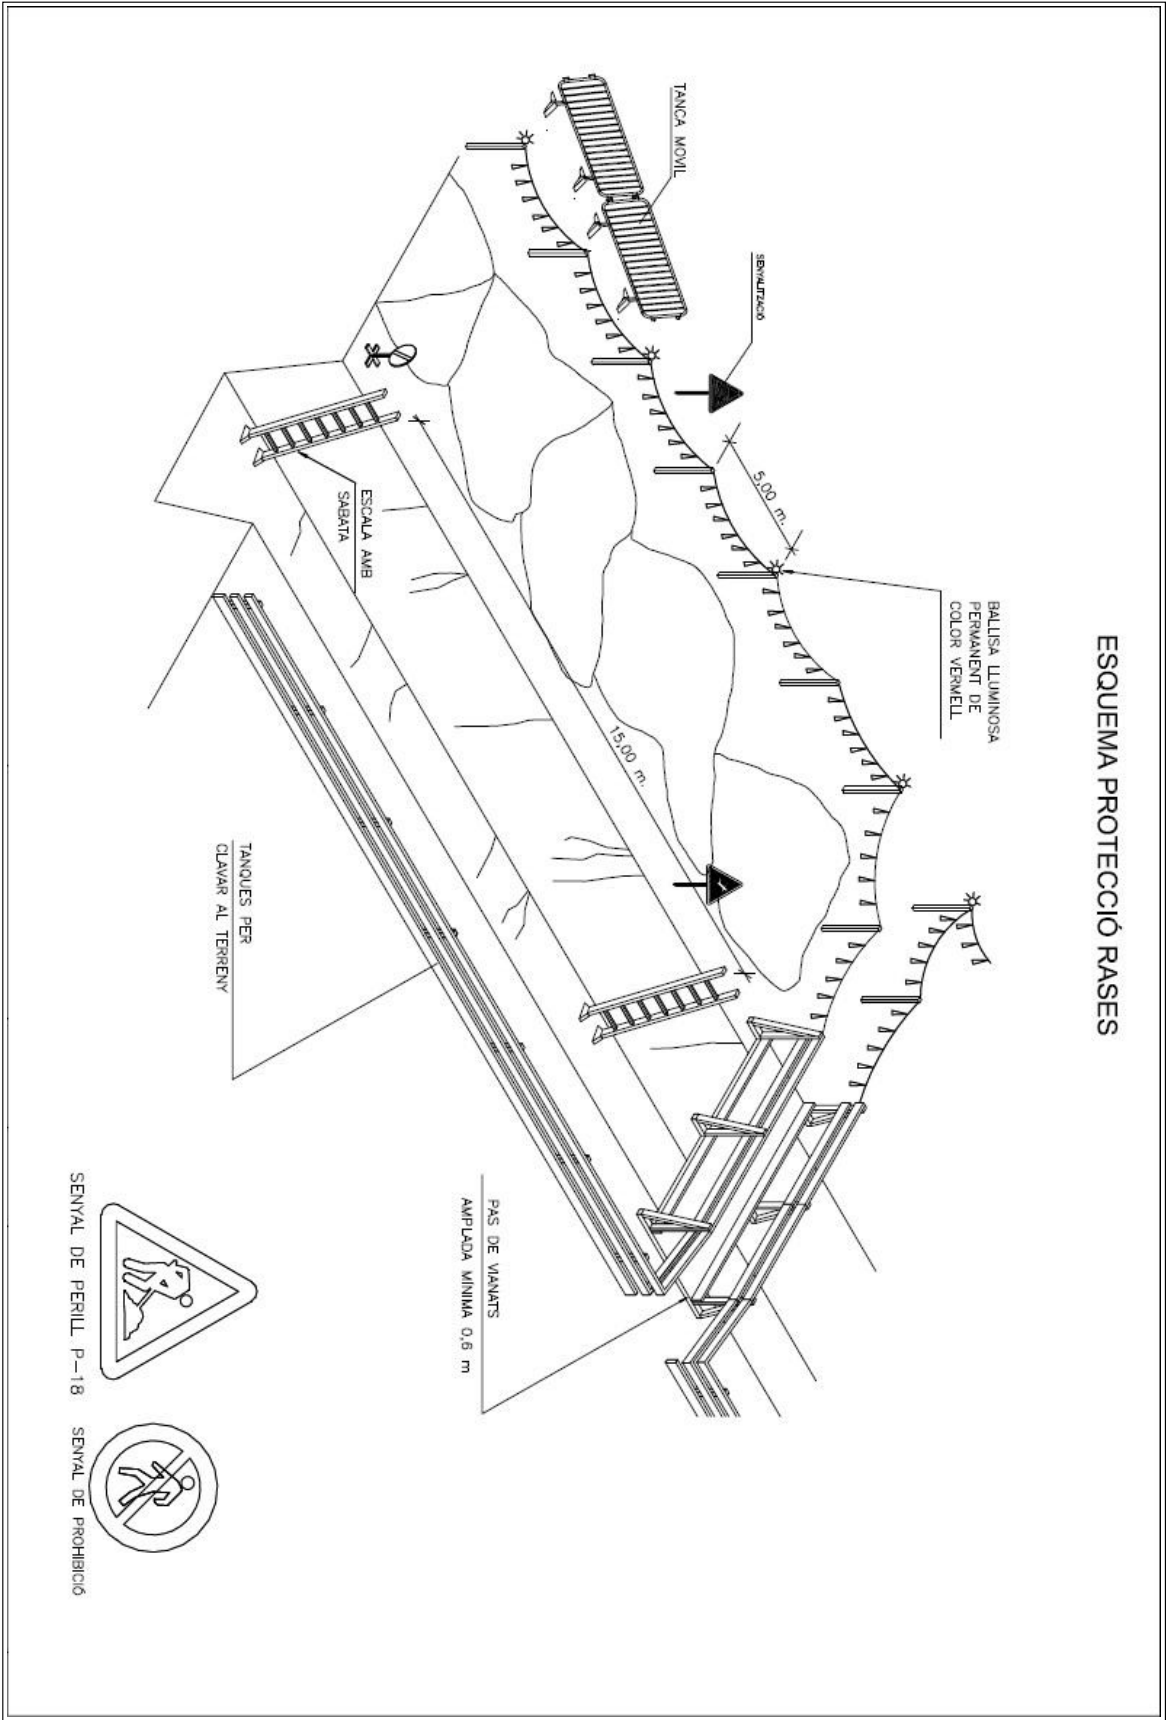 ESQUEMA PROTECCIÓ RASES
TANCA MOVIL
SENYALITZACIÓ
5,00 m.
BALLISA LLUMINOSA
PERMANENT DE
COLOR VERMELL
ESCALA AMB
SABATA
15,00 m.
TANQUES PER
CLAVAR AL TERRENY
PAS DE VIANATS
AMPLADA MÍNIMA 0,6 m
SENYAL DE PERILL P-18
SENYAL DE PROHIBICIÓ